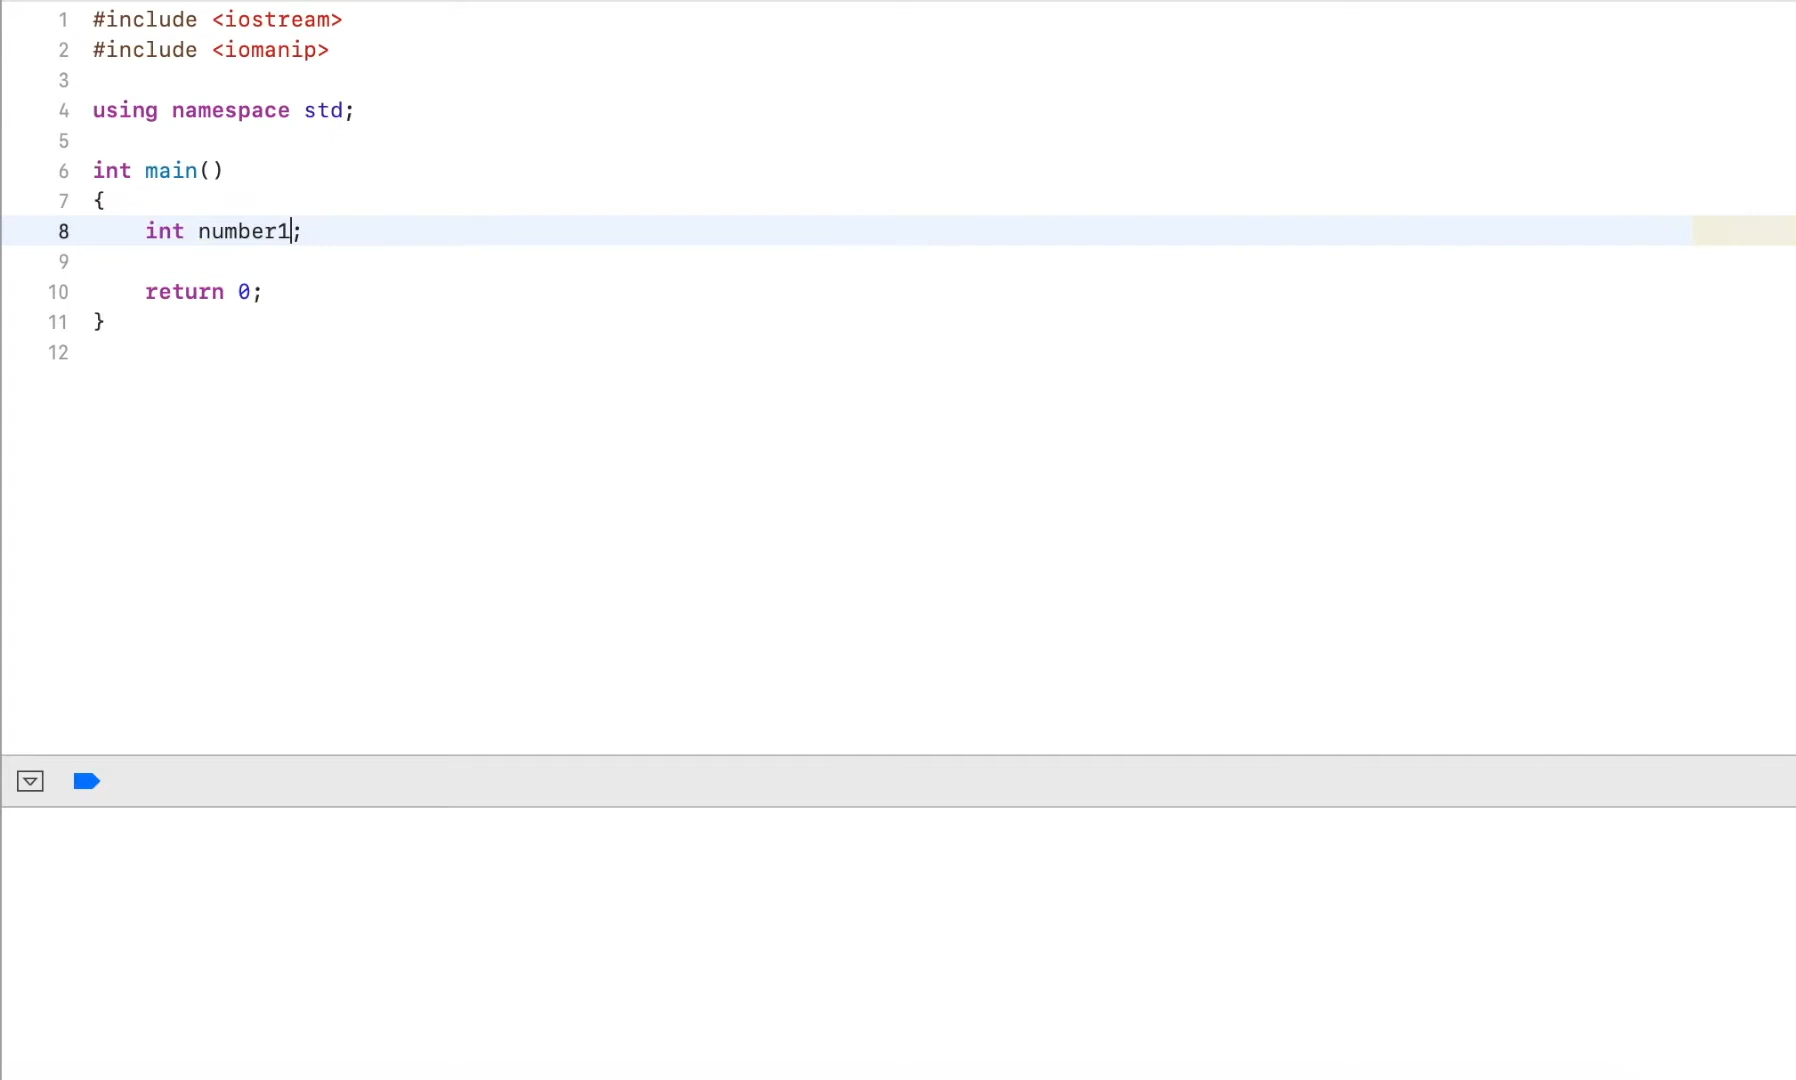 1 #include <iostream>
2 #include <iomanip>
3
4 using namespace std;
5
6 int main()
7 {
8     int number1;
9
10     return 0;
11 }
12